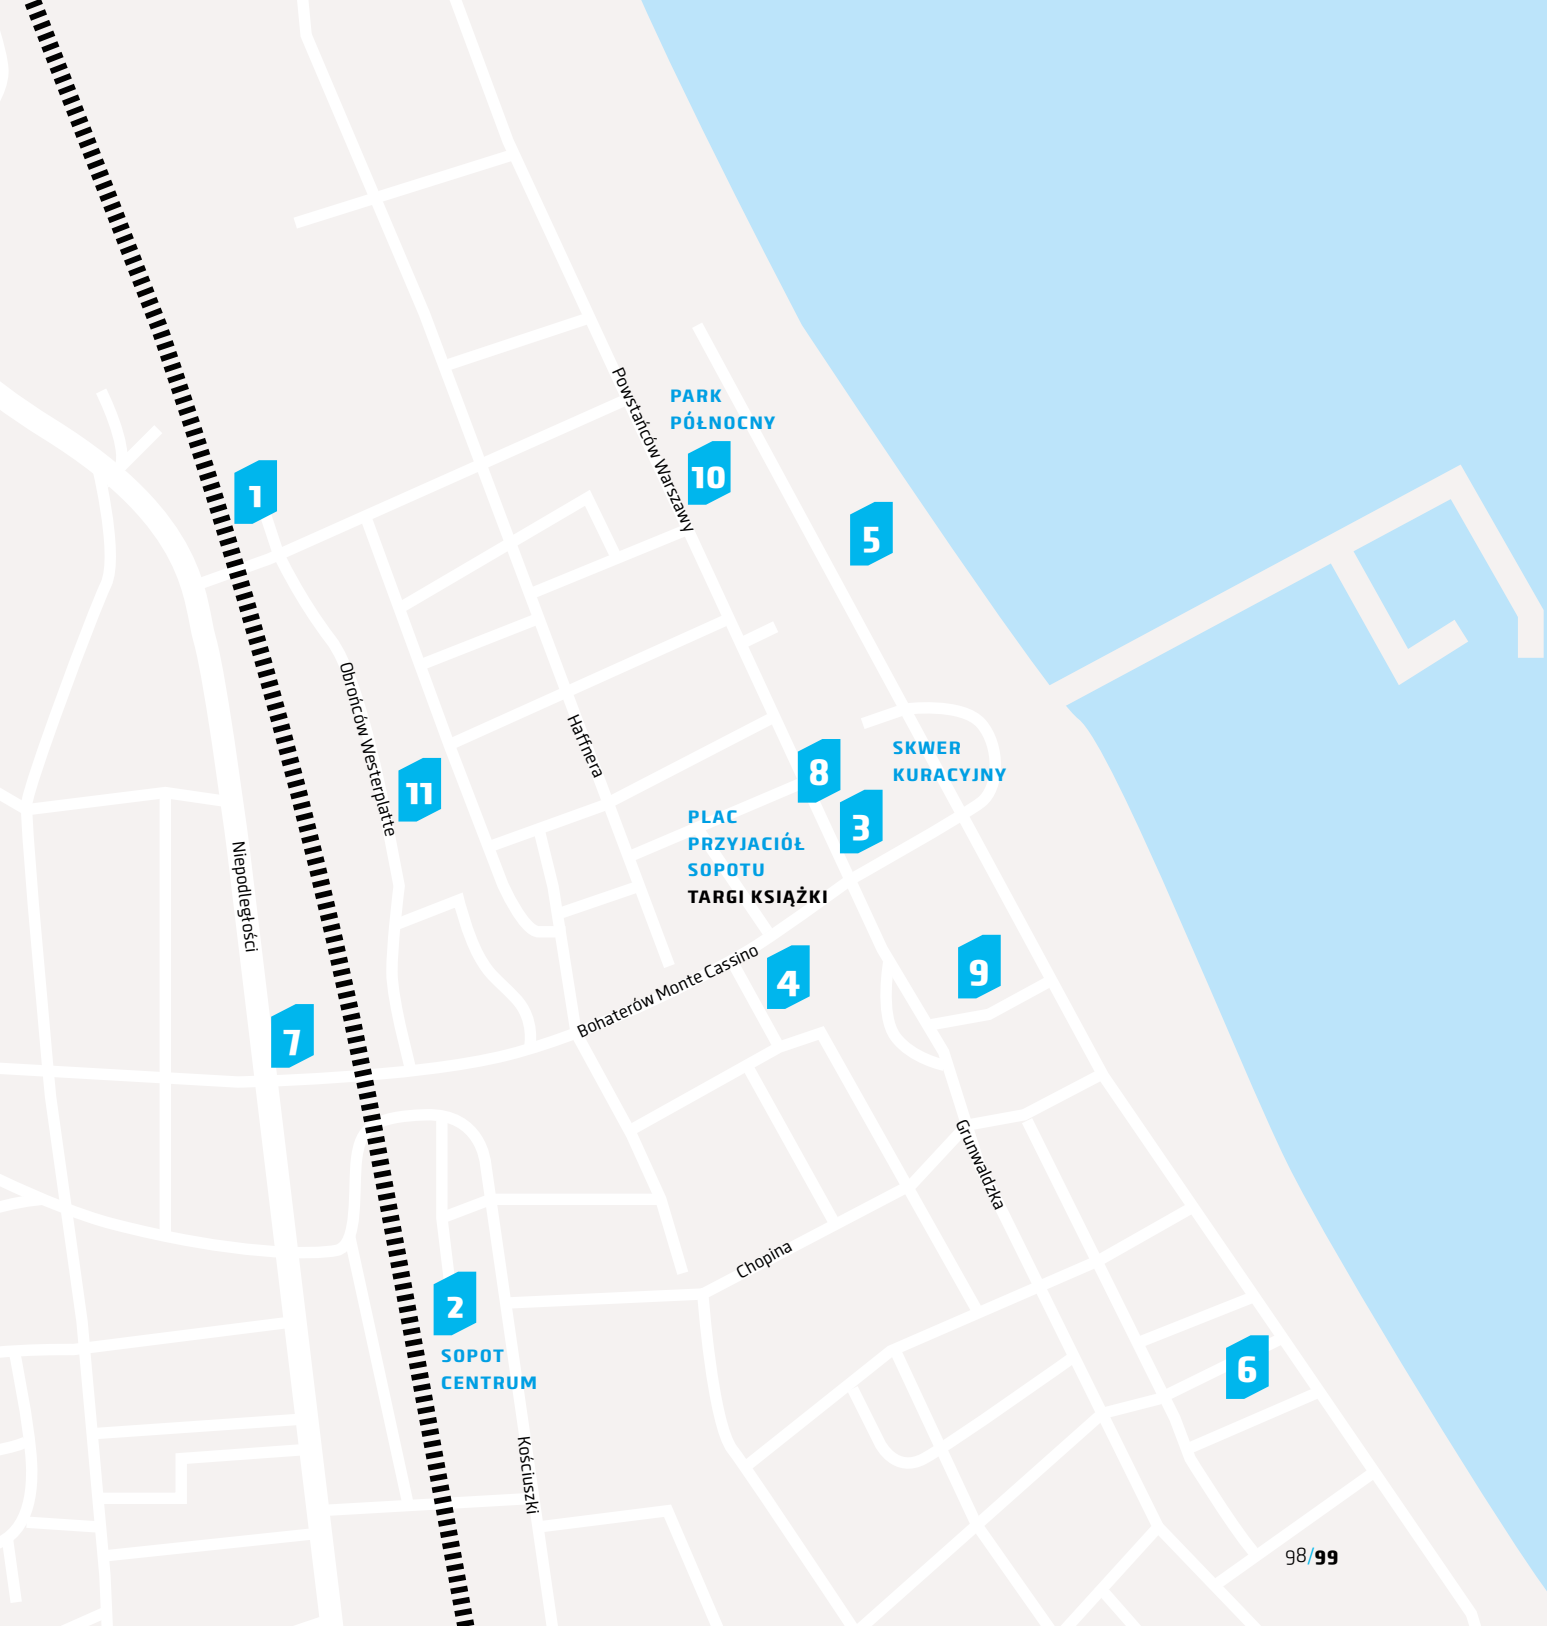 Powstańców Warszawy
PARK
PÓŁNOCNY
10
1
5
Obrońców Westerplatte
Haffnera
11
8
SKWER
KURACYJNY
3
PLAC
PRZYJACIÓŁ
SOPOTU
TARGI KSIĄŻKI
Niepodległości
Bohaterów Monte Cassino
4
9
7
Grunwaldzka
Chopina
2
SOPOT
CENTRUM
6
Kościuszki
98/99